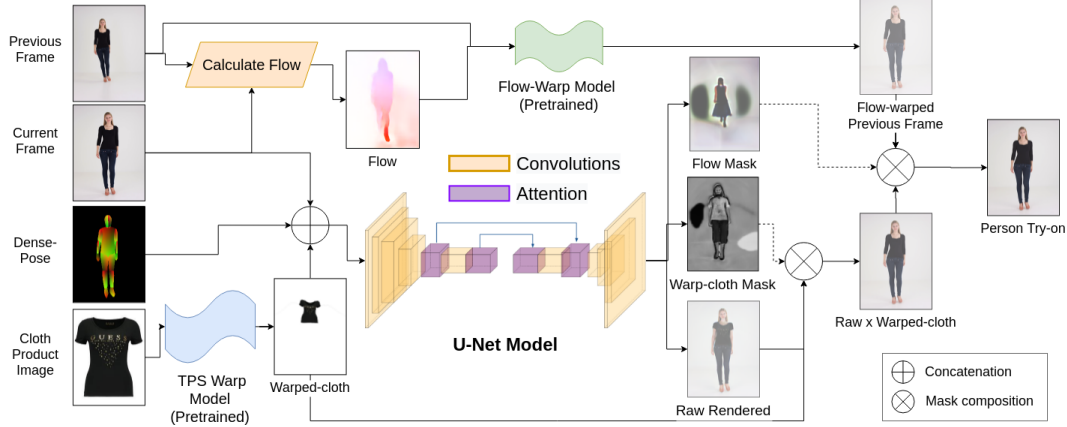 Previous
Frame
Calculate Flow
Flow-Warp Model
(Pretrained)
Flow-warped
Previous Frame
Current
Frame
Flow
Convolutions
Attention
Flow Mask
Person Try-on
Dense-
Pose
Warp-cloth Mask
Raw x Warped-cloth
Cloth
Product
Image
GUESS
TPS Warp
Model
(Pretrained)
Warped-cloth
U-Net Model
Raw Rendered
Concatenation
Mask composition